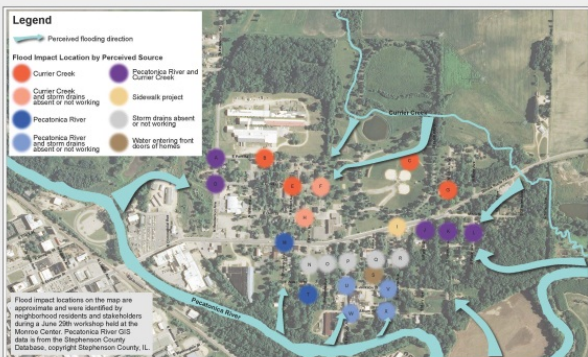 Legend
Perceived flooding direction
Flood Impact Location by Perceived Source
Currier Creek
Currier Creek
and storm drains
absent or not working
Pecatonica River
Pecatonica River
and storm drains
absent or not working
Pecatonica River and
Currier Creek
Sidewalk project
Storm drains absent
or not working
Water entering front
doors of homes
Currier Creek
Pecatonica River
Flood impact locations on the map are
approximate and were identified by
neighborhood residents and stakeholders
during a June 29th workshop held at the
Monroe Center. Pecatonica River GIS
data is from the Stephenson County
Database, copyright Stephenson County, IL.